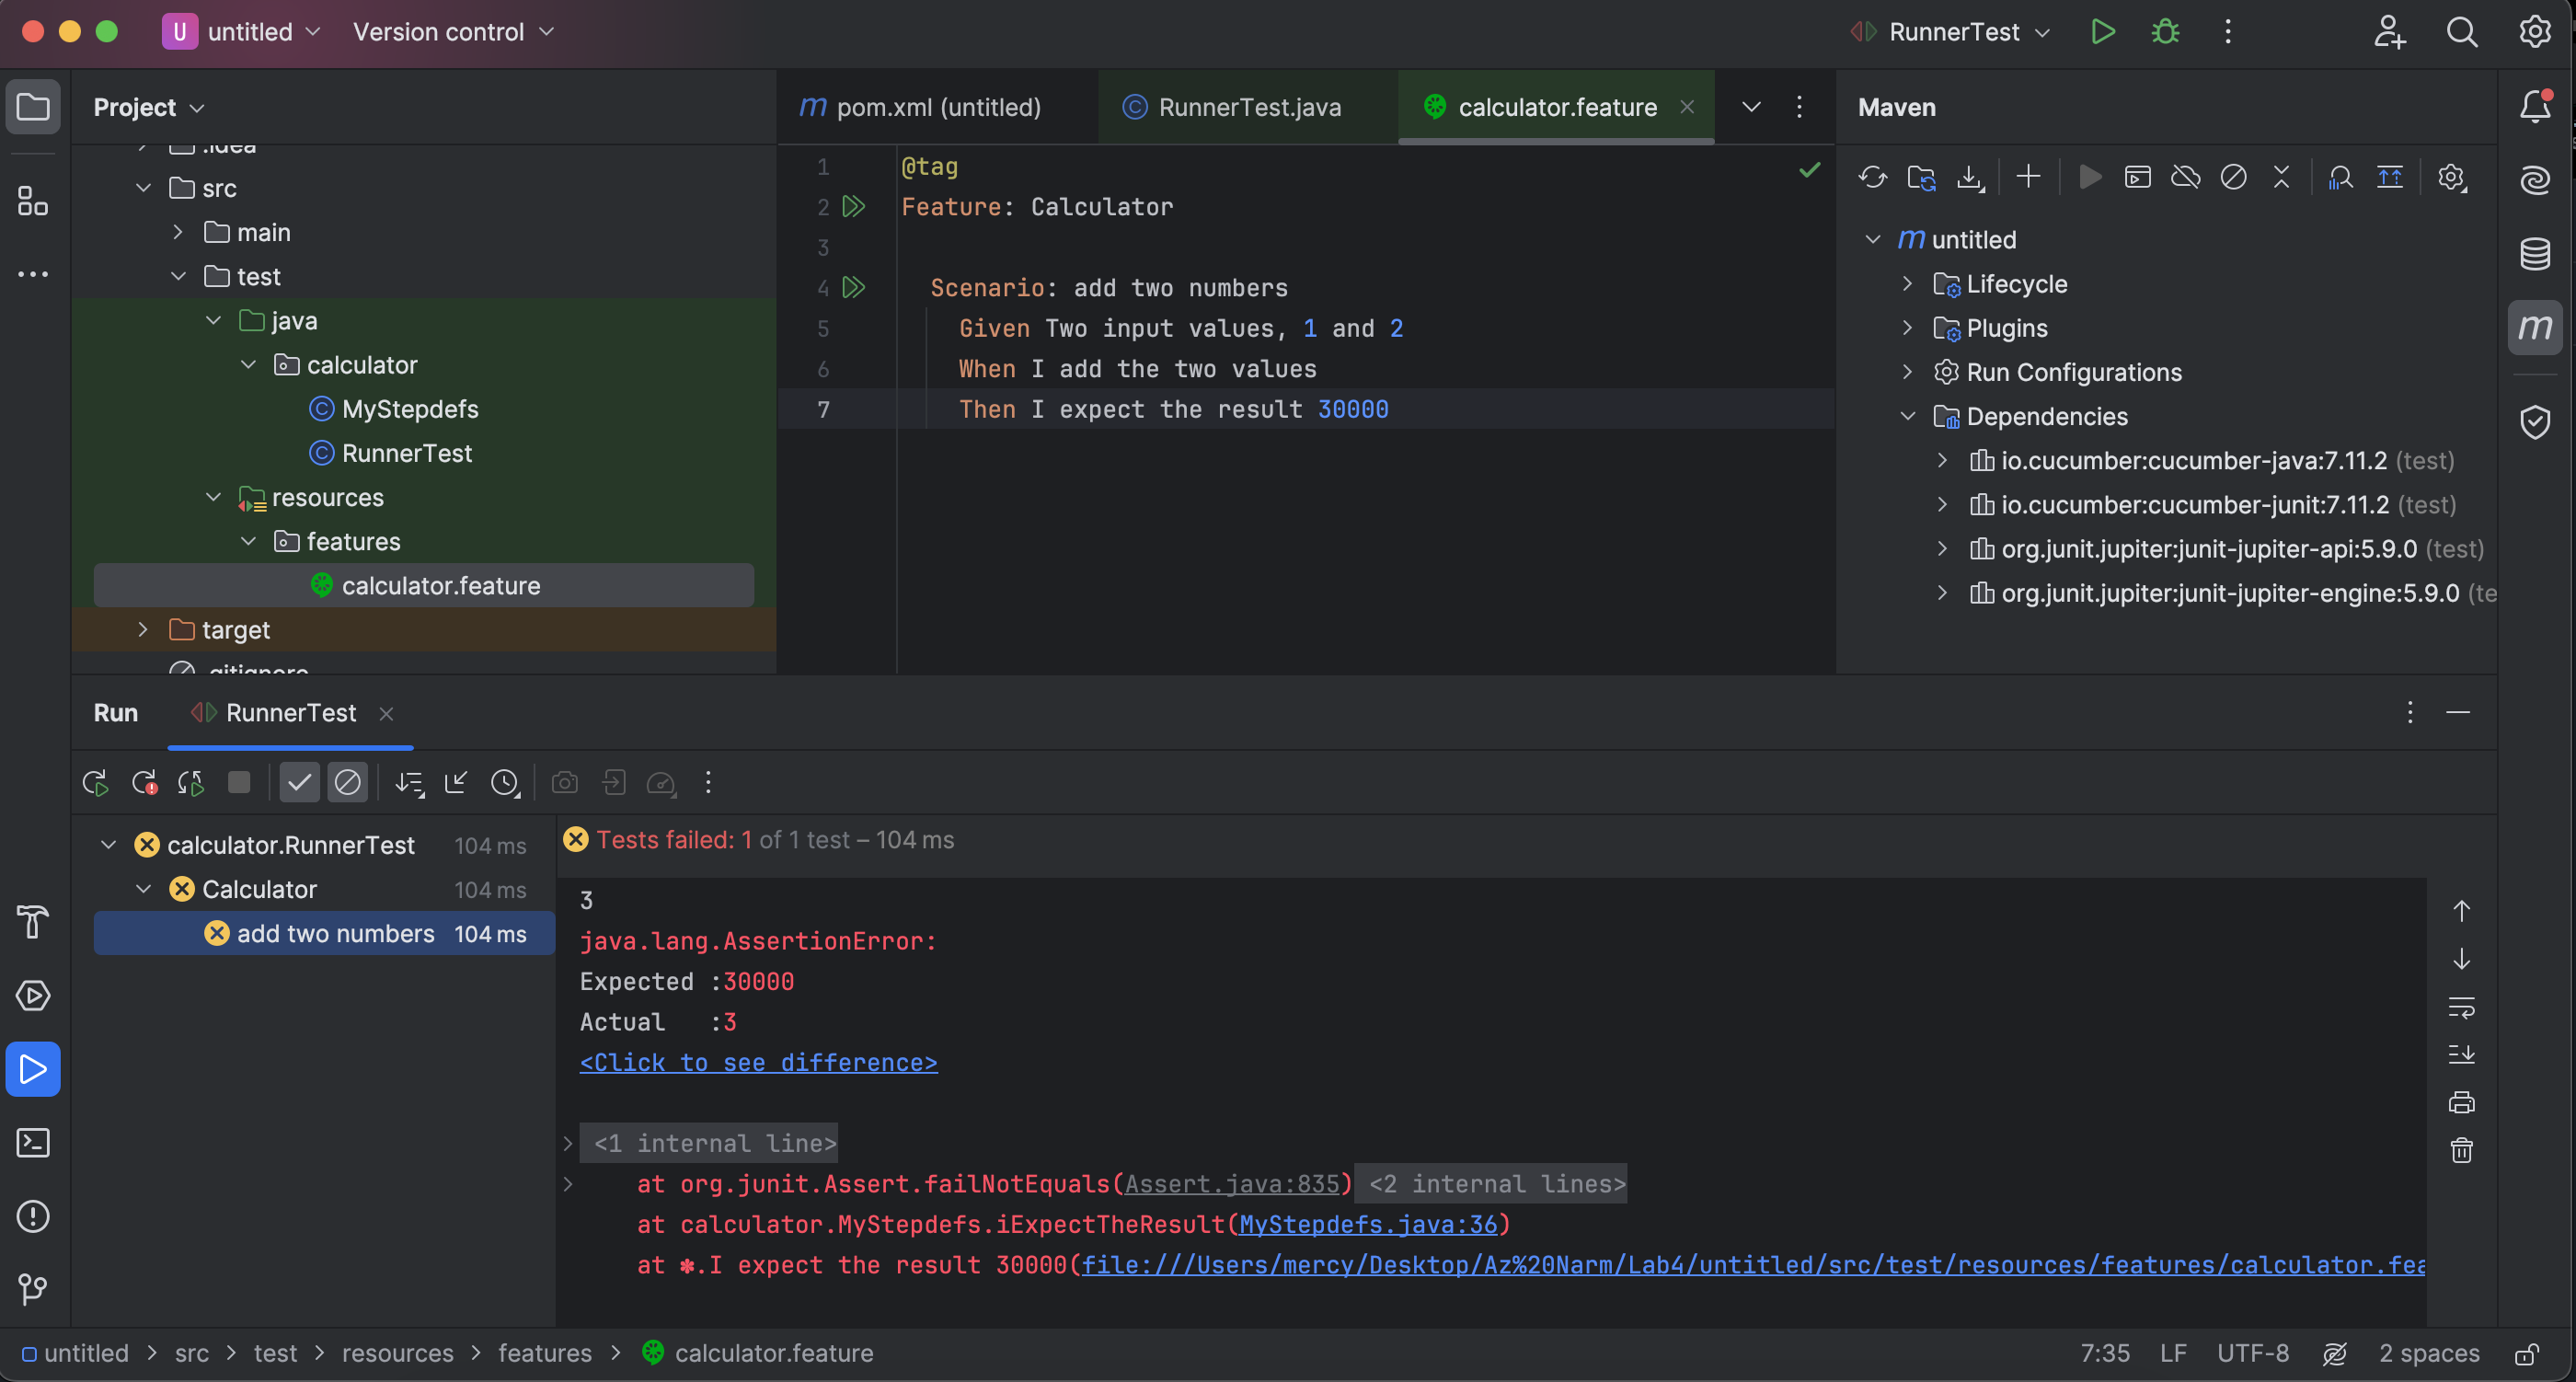 U untitled Version control RunnerTest
Project
pom.xml (untitled) RunnerTest.java calculator.feature
Maven
.idea
src
main
test
java
calculator
MyStepdefs
RunnerTest
resources
features
calculator.feature
target
.gitignore
1 @tag
2 Feature: Calculator
3
4 Scenario: add two numbers
5 Given Two input values, 1 and 2
6 When I add the two values
7 Then I expect the result 30000
m untitled
Lifecycle
Plugins
Run Configurations
Dependencies
io.cucumber:cucumber-java:7.11.2 (test)
io.cucumber:cucumber-junit:7.11.2 (test)
org.junit.jupiter:junit-jupiter-api:5.9.0 (test)
org.junit.jupiter:junit-jupiter-engine:5.9.0 (te
Run RunnerTest
calculator.RunnerTest 104 ms
Calculator 104 ms
add two numbers 104 ms
Tests failed: 1 of 1 test – 104 ms
3
java.lang.AssertionError:
Expected :30000
Actual :3
<Click to see difference>
<1 internal line>
at org.junit.Assert.failNotEquals(Assert.java:835) <2 internal lines>
at calculator.MyStepdefs.iExpectTheResult(MyStepdefs.java:36)
at ✽.I expect the result 30000(file:///Users/mercy/Desktop/Az%20Narm/Lab4/untitled/src/test/resources/features/calculator.fea
untitled > src > test > resources > features > calculator.feature
7:35 LF UTF-8 2 spaces